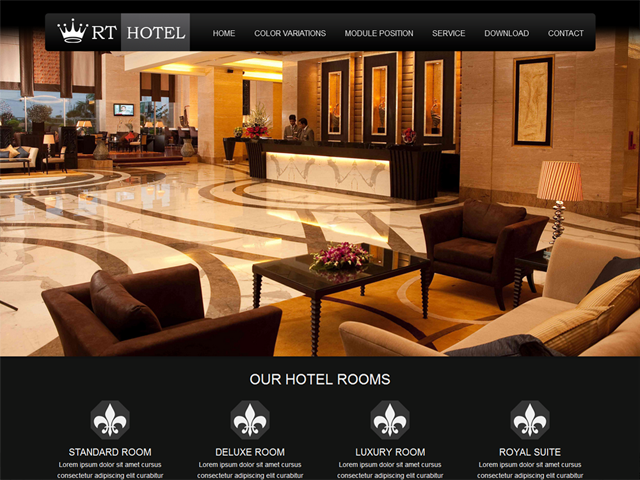 RT HOTEL
HOME COLOR VARIATIONS MODULE POSITION SERVICE DOWNLOAD CONTACT
OUR HOTEL ROOMS
STANDARD ROOM DELUXE ROOM LUXURY ROOM ROYAL SUITE
Lorem ipsum dolor sit amet cursus Lorem ipsum dolor sit amet cursus Lorem ipsum dolor sit amet cursus Lorem ipsum dolor sit amet cursus
consectetur adipiscing elit curabitur consectetur adipiscing elit curabitur consectetur adipiscing elit curabitur consectetur adipiscing elit curabitur